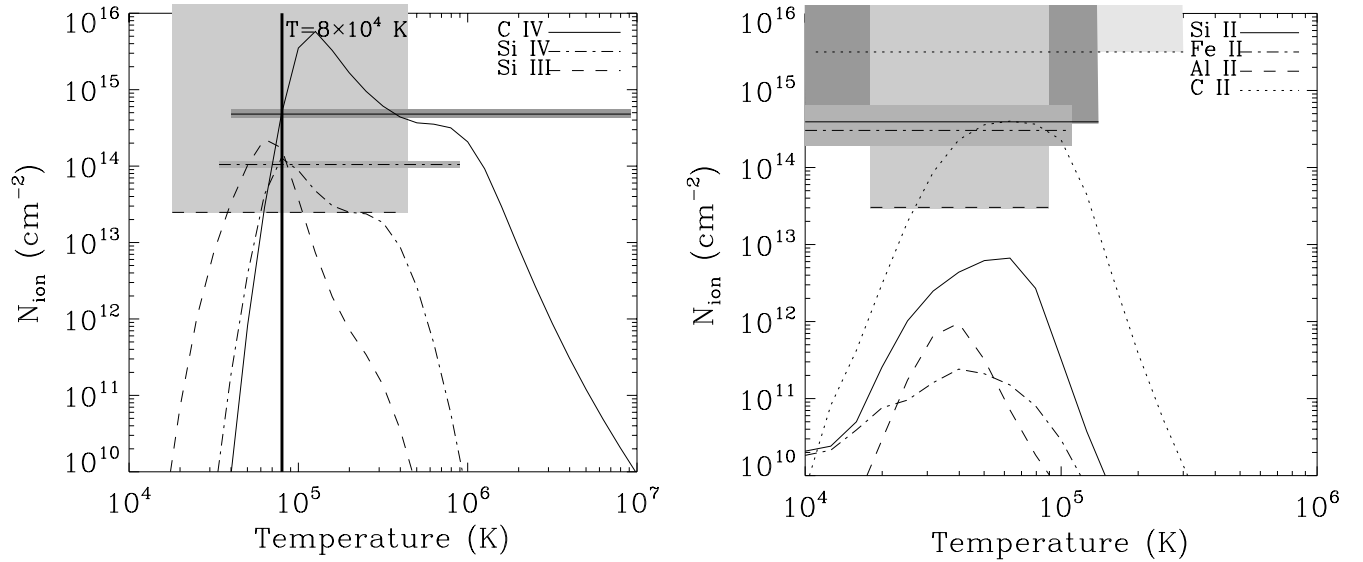 T=8×10⁴ K
C IV
Si IV
Si III
10¹⁶
10¹⁵
10¹⁴
10¹³
10¹²
10¹¹
10¹⁰
N_ion (cm⁻²)
10⁴ 10⁵ 10⁶ 10⁷
Temperature (K)
Si II
Fe II
Al II
C II
10¹⁶
10¹⁵
10¹⁴
10¹³
10¹²
10¹¹
10¹⁰
N_ion (cm⁻²)
10⁴ 10⁵ 10⁶
Temperature (K)